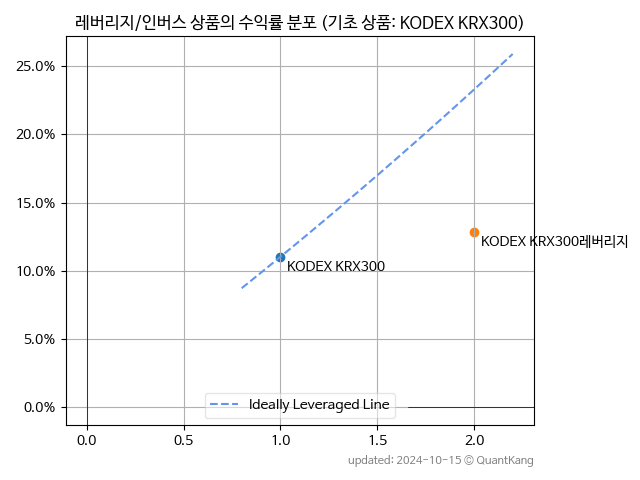 레버리지/인버스 상품의 수익률 분포 (기초 상품: KODEX KRX300)
25.0%
20.0%
15.0%
10.0%
5.0%
0.0%
KODEX KRX300레버리지
KODEX KRX300
Ideally Leveraged Line
0.0 0.5 1.0 1.5 2.0
updated: 2024-10-15 © QuantKang